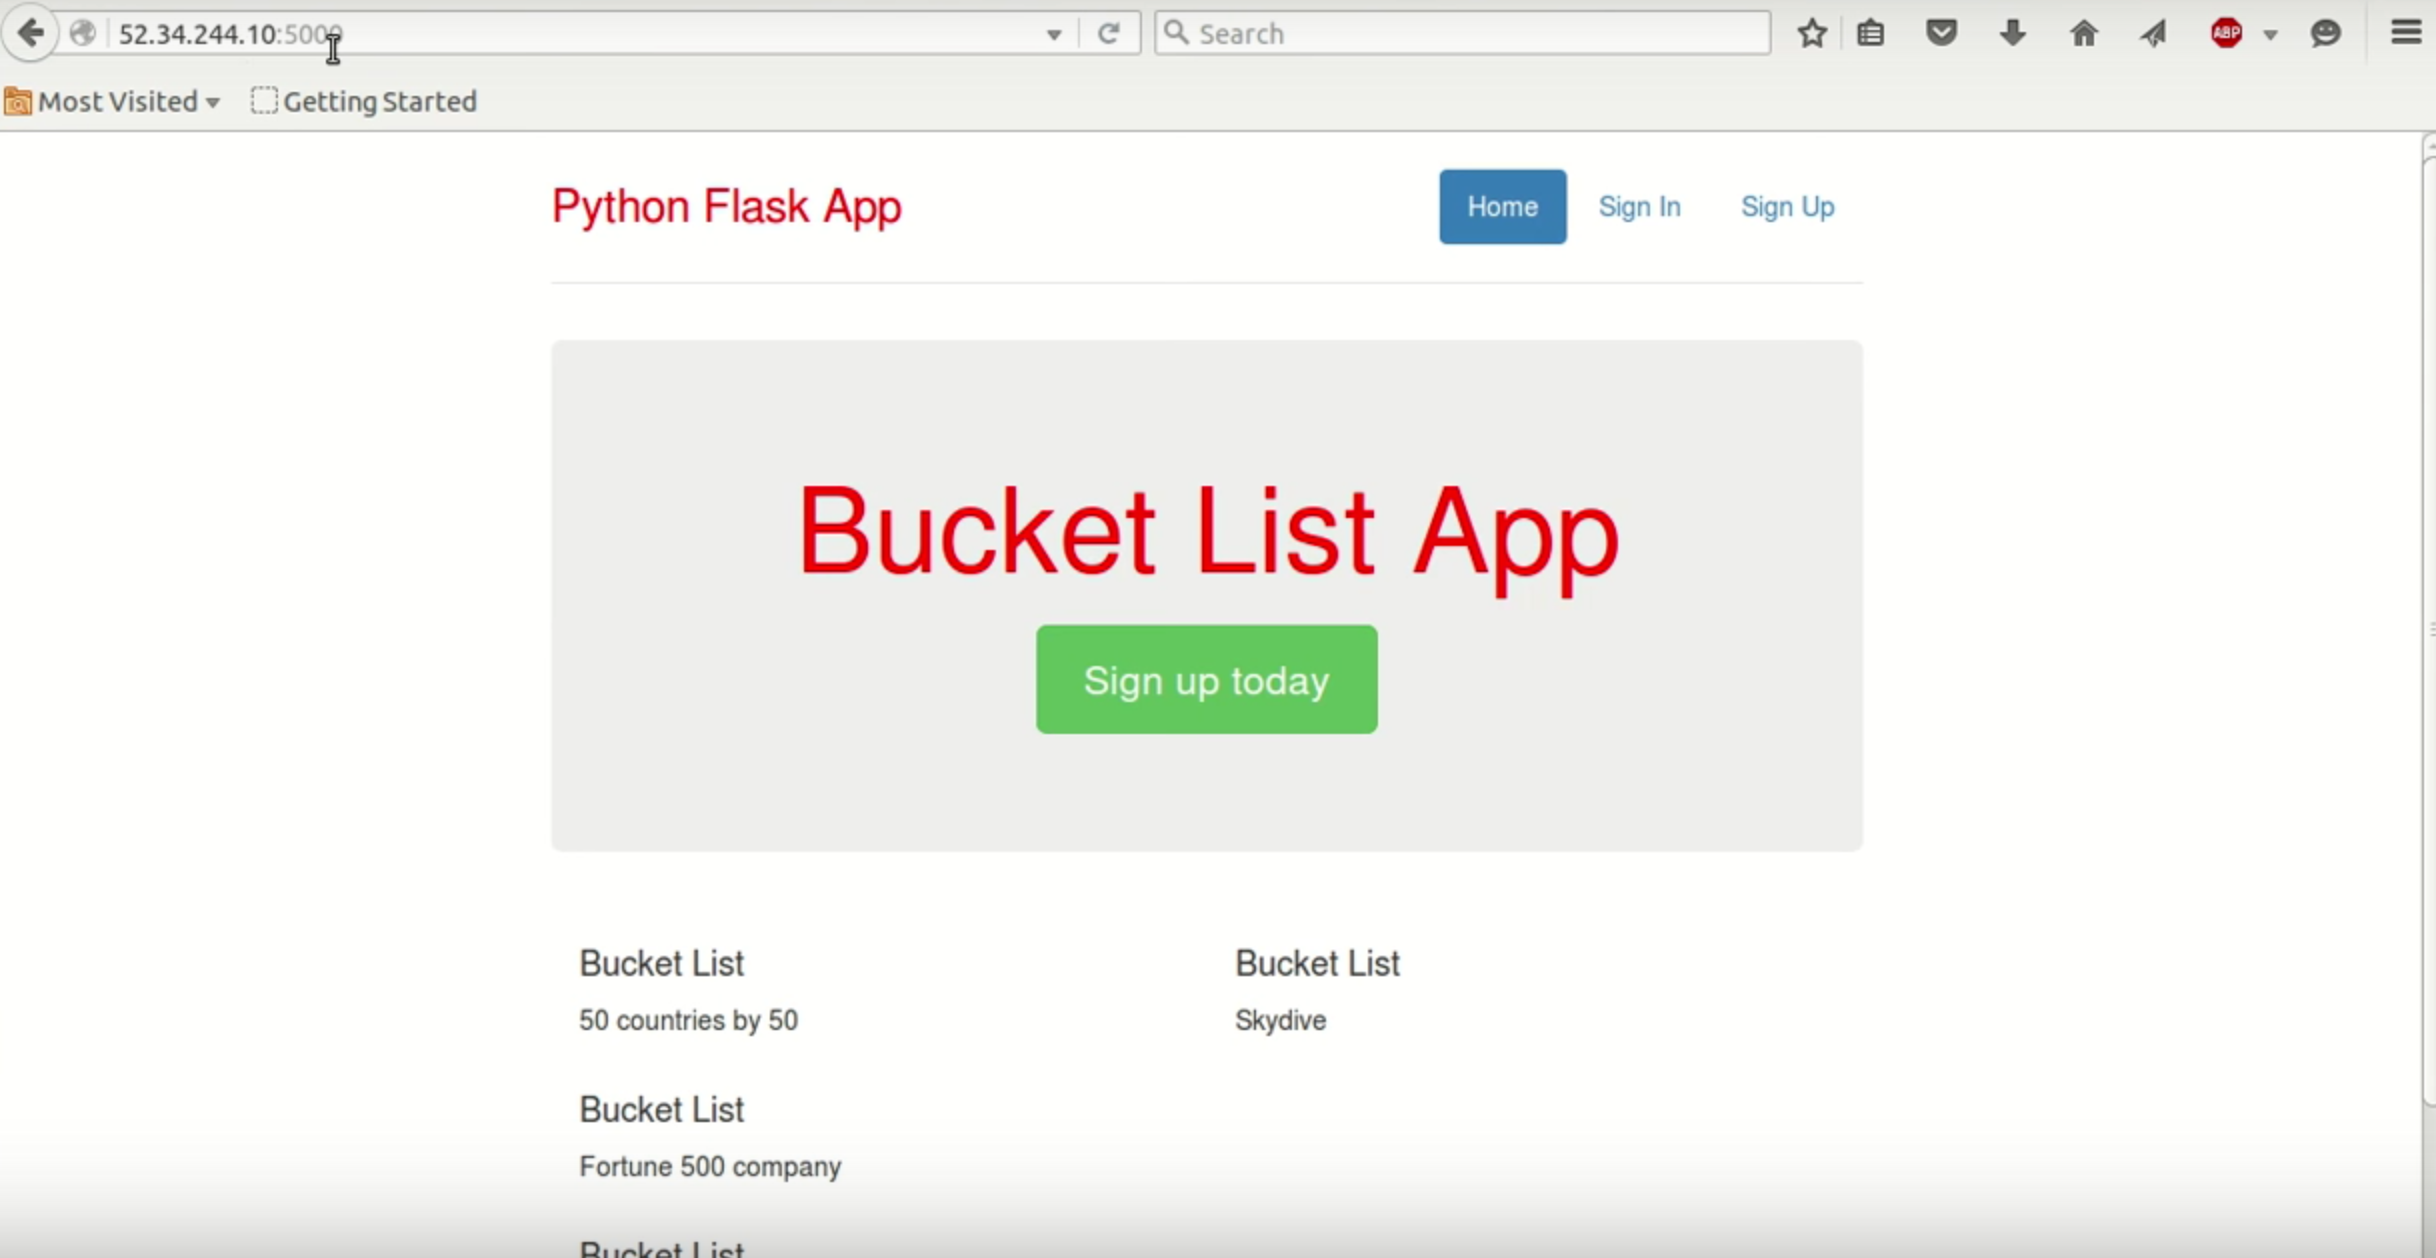 52.34.244.10:5000
Search
ABP
Most Visited
Getting Started
Python Flask App
Home
Sign In
Sign Up
Bucket List App
Sign up today
Bucket List
50 countries by 50
Bucket List
Skydive
Bucket List
Fortune 500 company
Bucket List